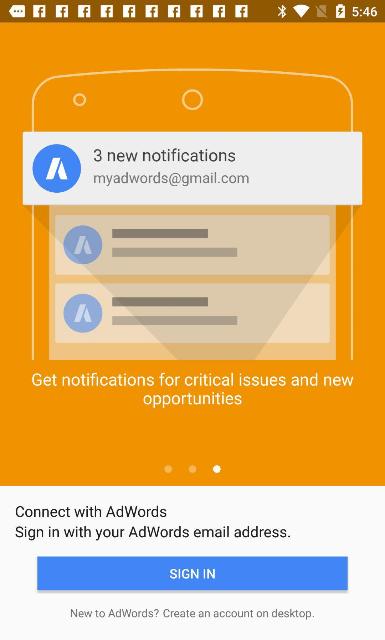 5:46
3 new notifications
myadwords@gmail.com
Get notifications for critical issues and new
opportunities
Connect with AdWords
Sign in with your AdWords email address.
SIGN IN
New to AdWords? Create an account on desktop.